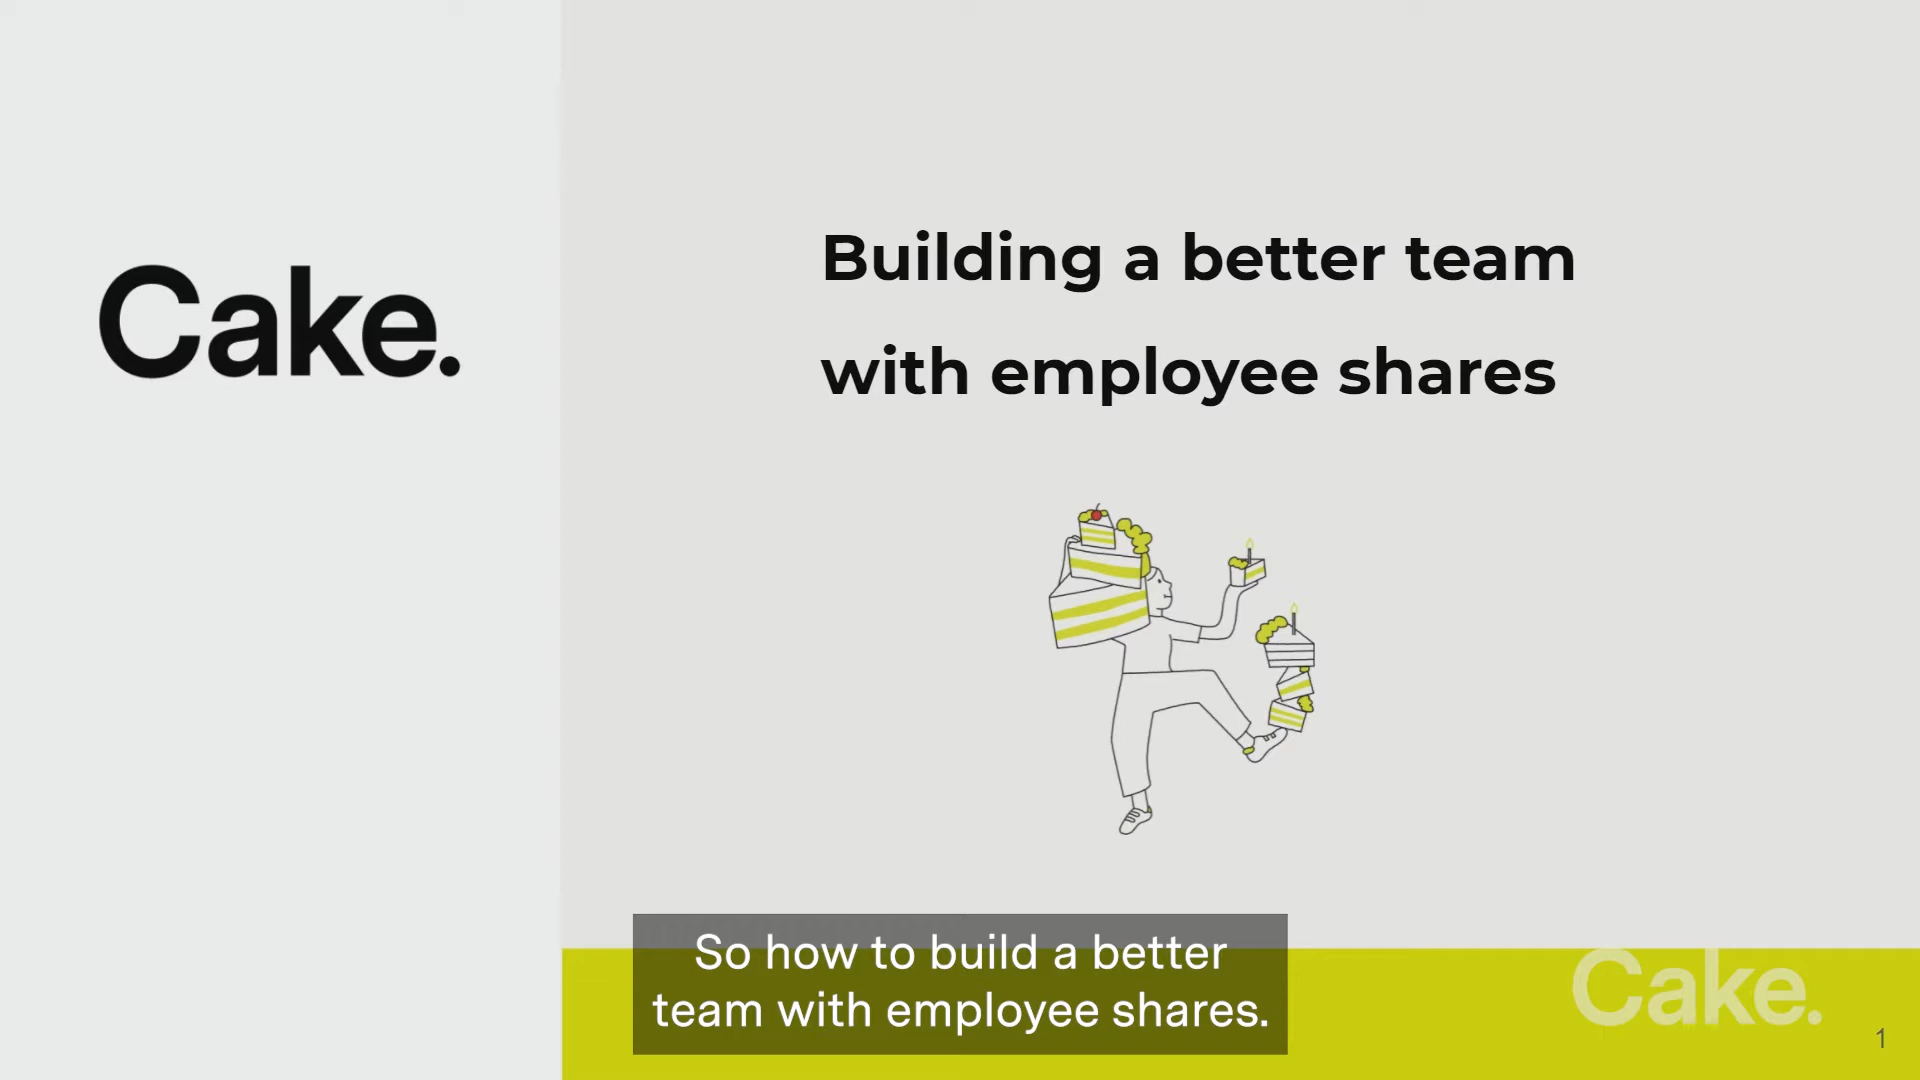 Cake.
Building a better team
with employee shares
So how to build a better
team with employee shares.
Cake.
1